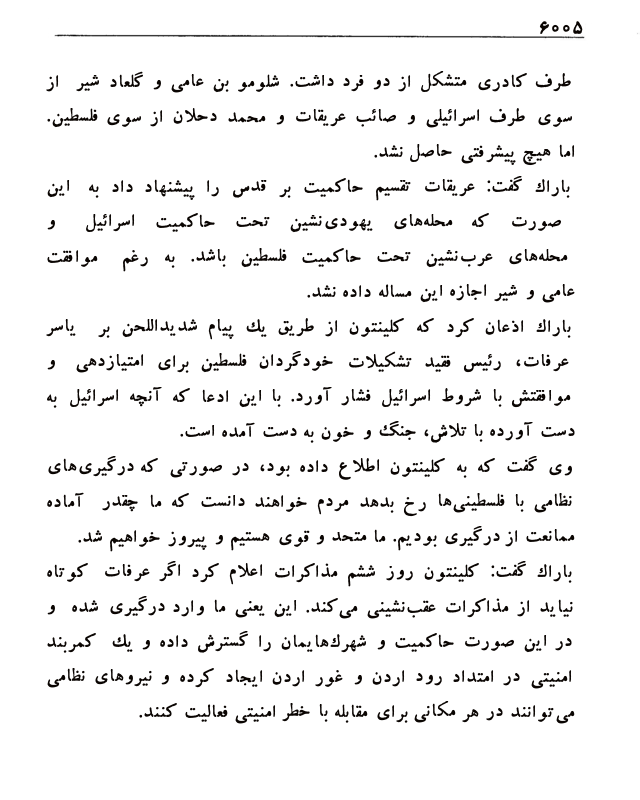 ۶۰۰۵
طرف کادری متشکل از دو فرد داشت. شلومو بن عامی و گلعاد شیر از
سوی طرف اسرائیلی و صائب عریقات و محمد دحلان از سوی فلسطین.
اما هیچ پیشرفتی حاصل نشد.
باراك گفت: عریقات تقسیم حاکمیت بر قدس را پیشنهاد داد به این
صورت که محله‌های یهودی‌نشین تحت حاکمیت اسرائیل و
محله‌های عرب‌نشین تحت حاکمیت فلسطین باشد. به رغم موافقت
عامی و شیر اجازه این مساله داده نشد.
باراك اذعان کرد که کلینتون از طریق یك پیام شدیداللحن بر یاسر
عرفات، رئیس فقید تشکیلات خودگردان فلسطین برای امتیازدهی و
موافقتش با شروط اسرائیل فشار آورد. با این ادعا که آنچه اسرائیل به
دست آورده با تلاش، جنگ و خون به دست آمده است.
وی گفت که به کلینتون اطلاع داده بود، در صورتی که درگیری‌های
نظامی با فلسطینی‌ها رخ بدهد مردم خواهند دانست که ما چقدر آماده
ممانعت از درگیری بودیم. ما متحد و قوی هستیم و پیروز خواهیم شد.
باراك گفت: کلینتون روز ششم مذاکرات اعلام کرد اگر عرفات کوتاه
نیاید از مذاکرات عقب‌نشینی می‌کند. این یعنی ما وارد درگیری شده و
در این صورت حاکمیت و شهرك‌هایمان را گسترش داده و یك کمربند
امنیتی در امتداد رود اردن و غور اردن ایجاد کرده و نیروهای نظامی
می‌توانند در هر مکانی برای مقابله با خطر امنیتی فعالیت کنند.